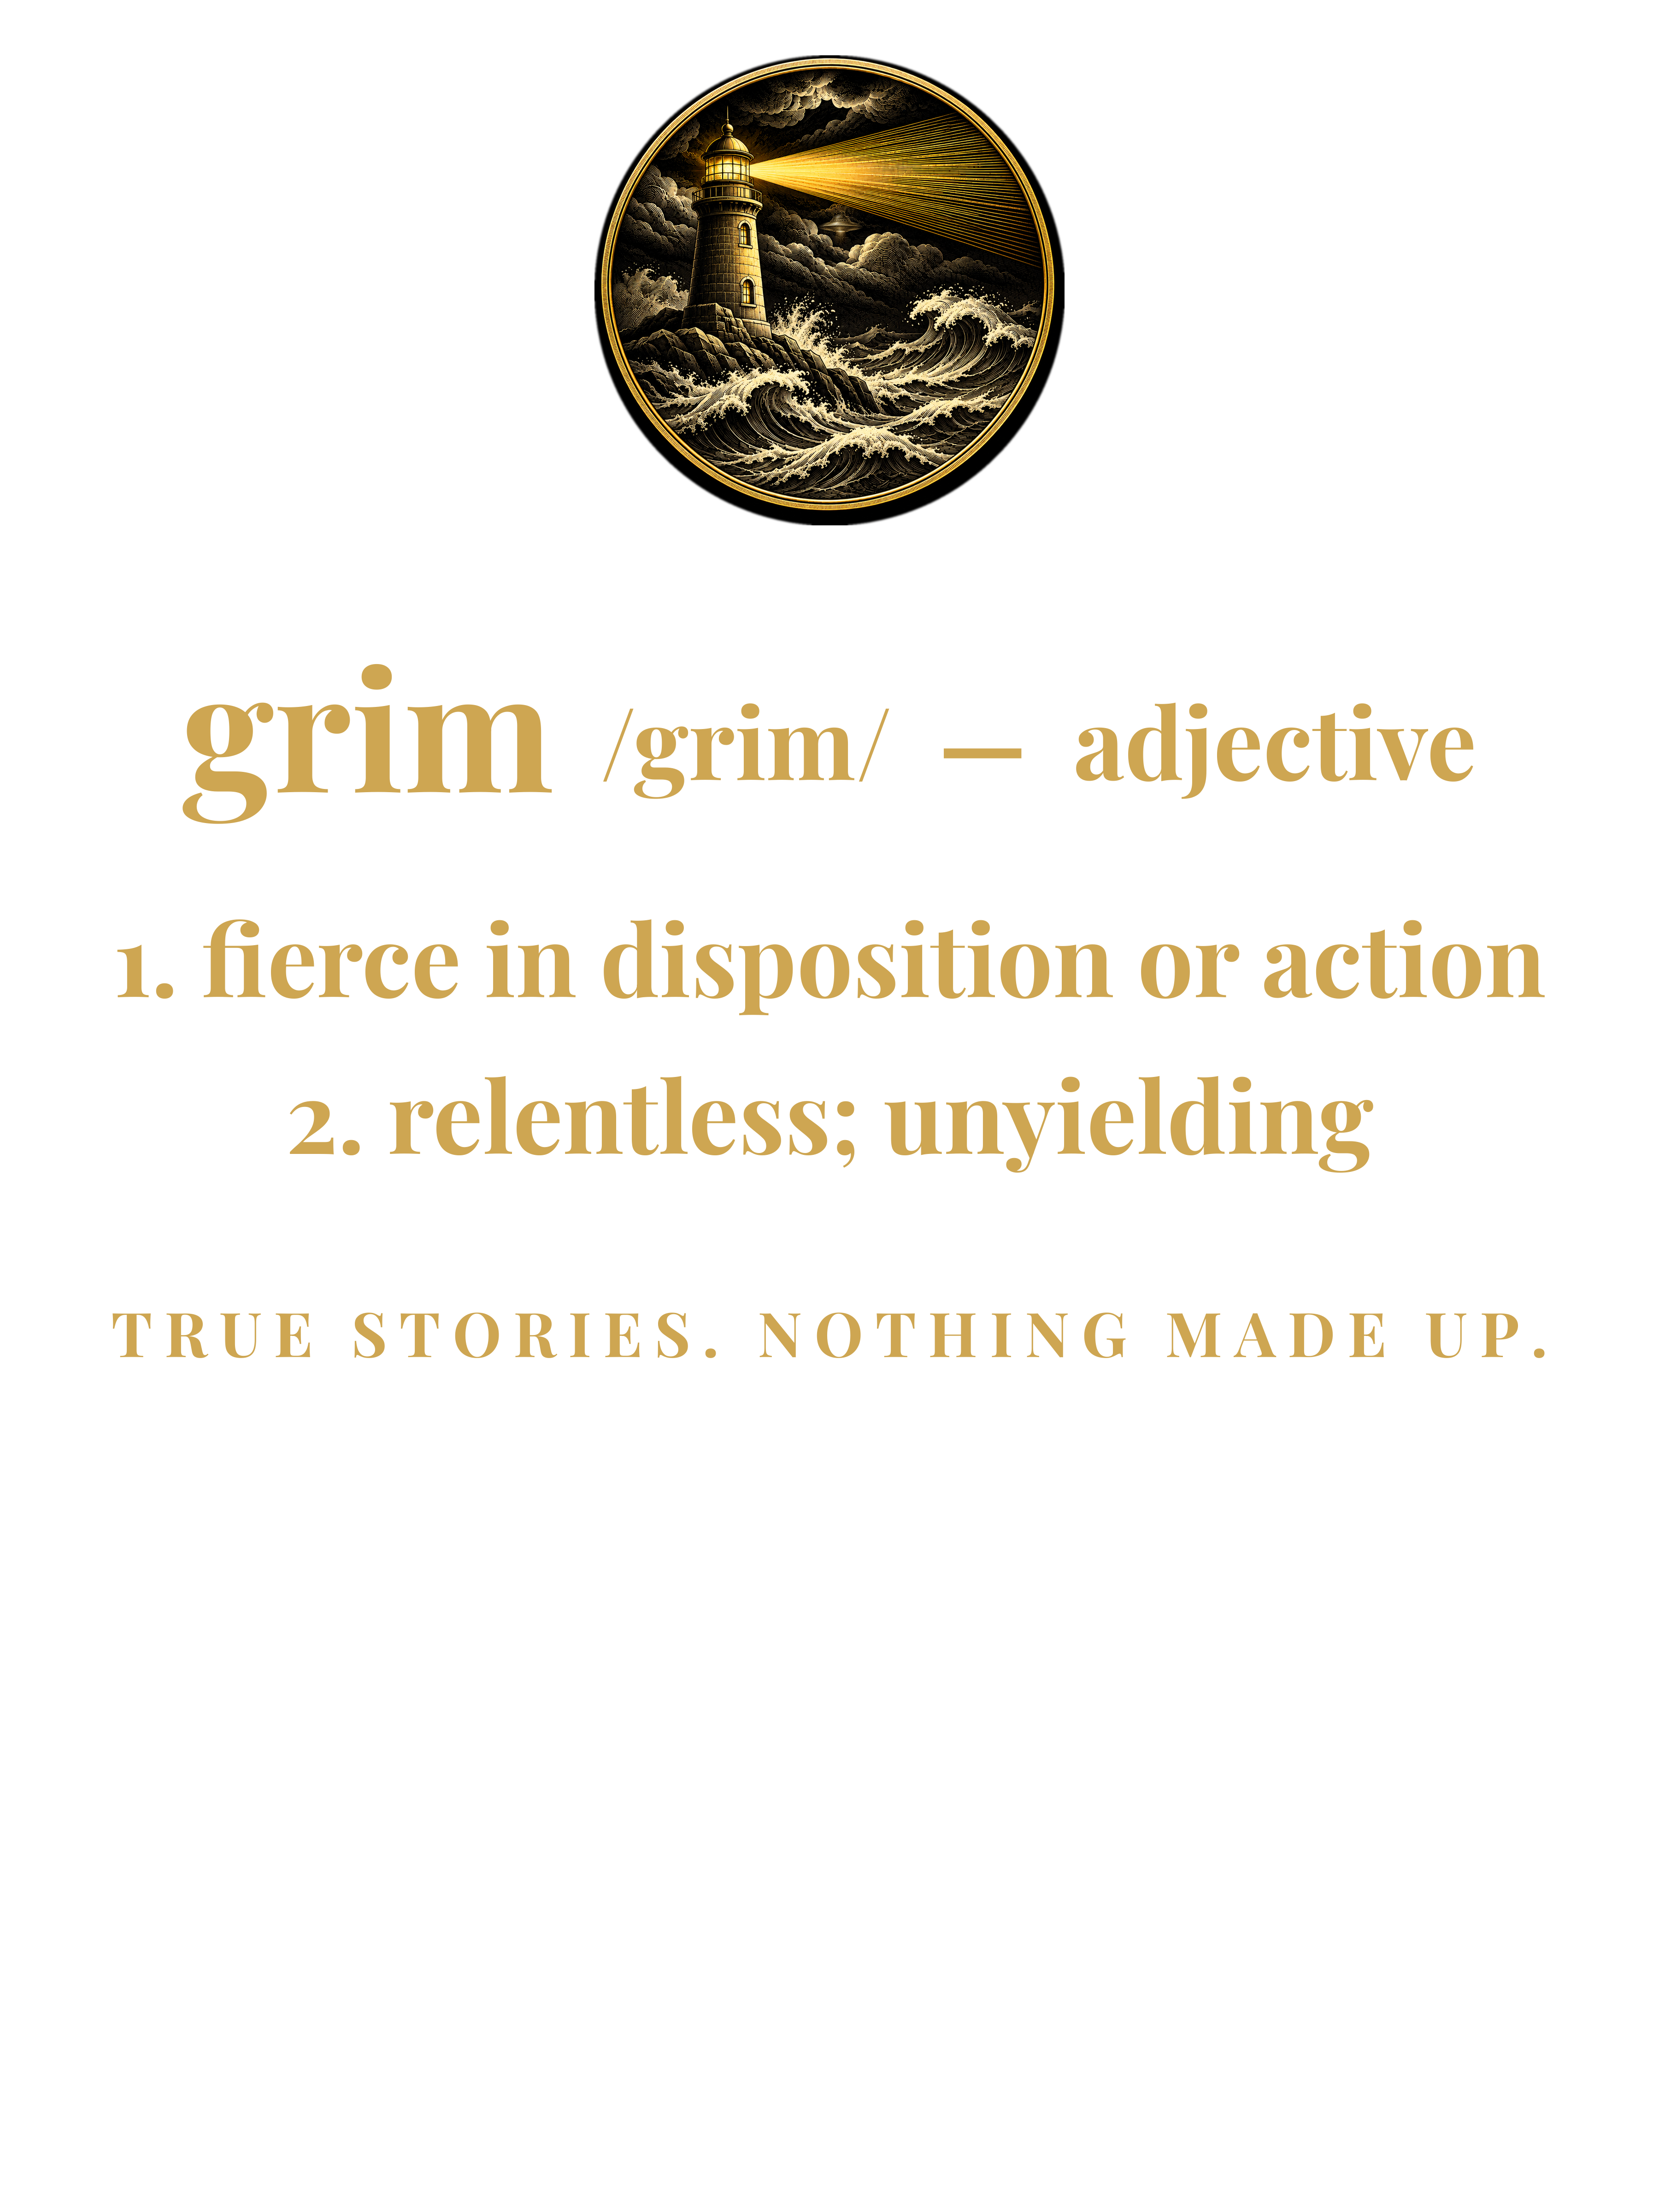 grim /grim/ — adjective
1. fierce in disposition or action
2. relentless; unyielding
TRUE STORIES. NOTHING MADE UP.